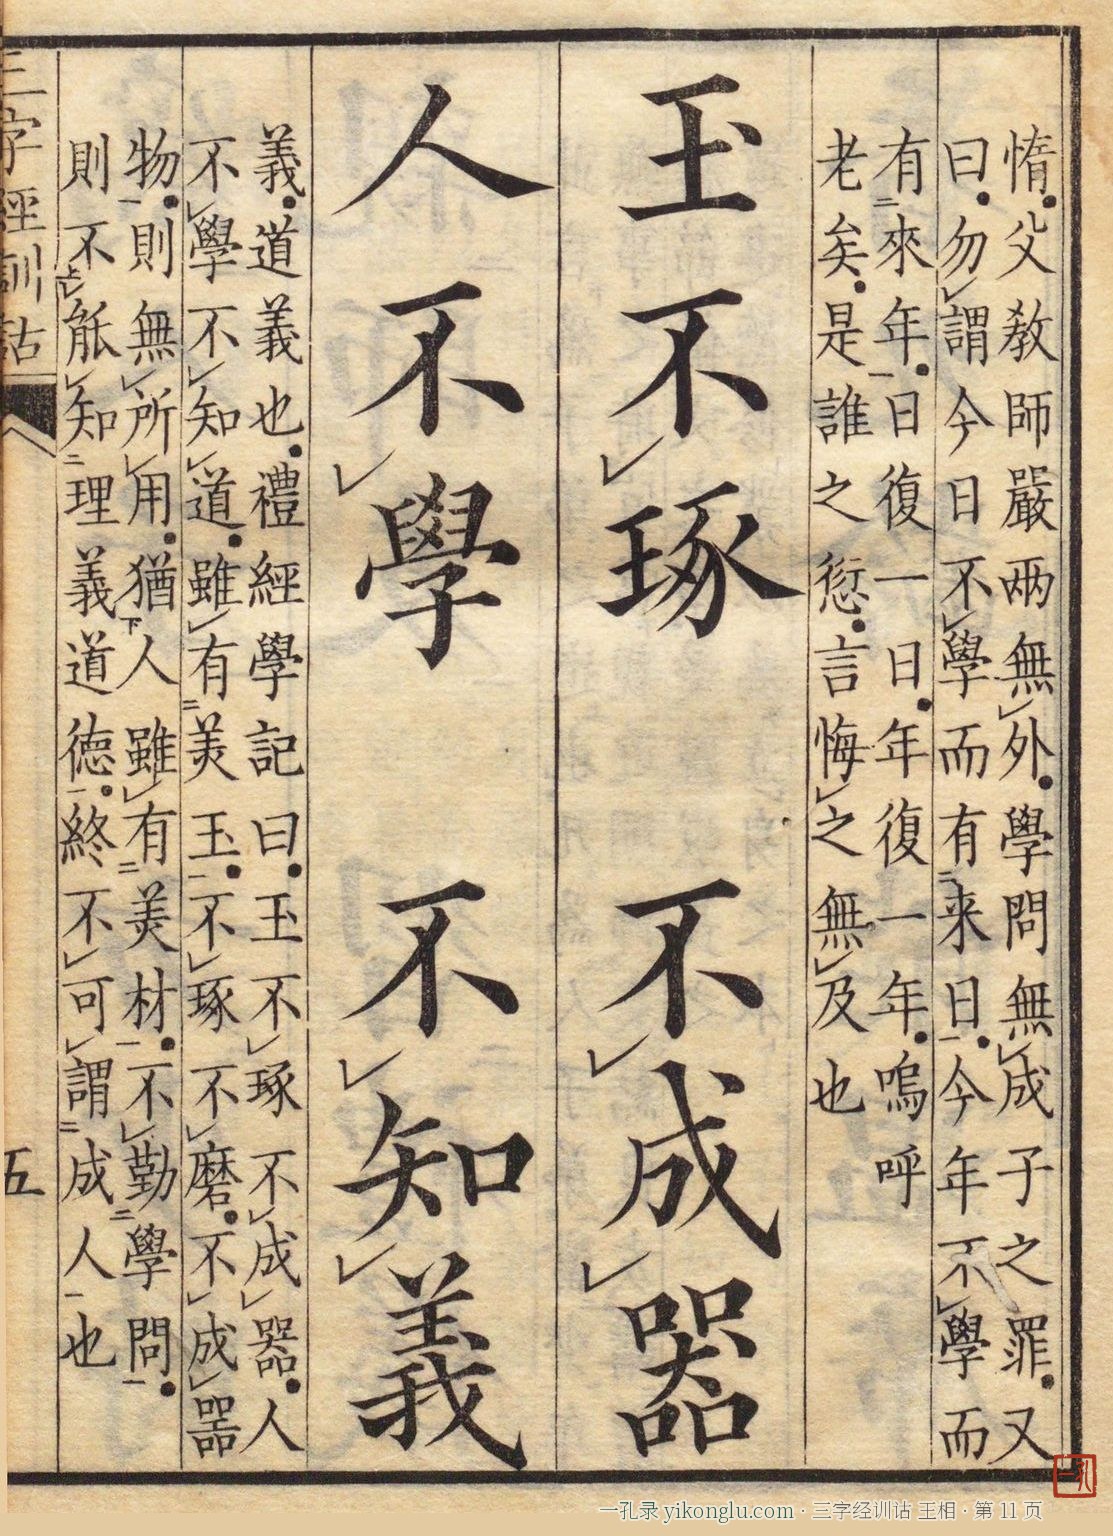 惰父教師嚴兩無外學問無成子之罪又
曰勿謂今日不學而有来日今年不學而
有來年日復一日年復一年嗚呼
老矣是誰之愆言悔之無及也
玉不琢 不成器
人不學 不知義
義道義也禮經學記曰玉不琢不成器人
不學不知道雖有美玉不琢不磨不成器
物則無所用猶人雖有美材不勤學問
則不能知理義道德終不可謂成人也
三字經訓詁 五
一孔录 yikonglu.com · 三字经训诂 王相 · 第 11 页